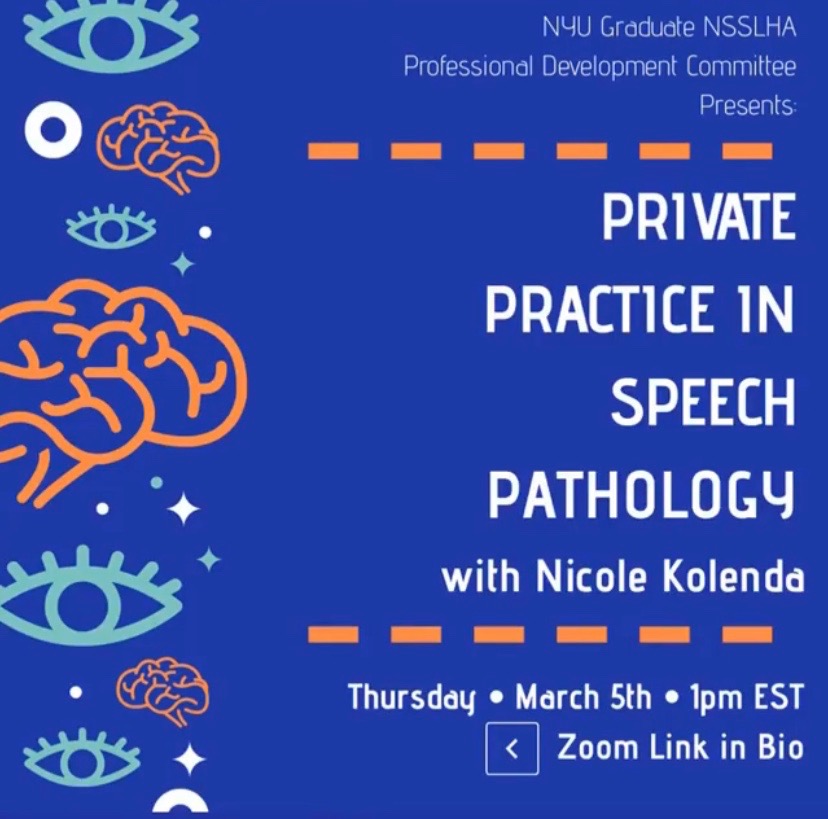 NYU Graduate NSSLHA
Professional Development Committee
Presents:
PRIVATE
PRACTICE IN
SPEECH
PATHOLOGY
with Nicole Kolenda
Thursday • March 5th • 1pm EST
< Zoom Link in Bio